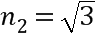 n₂ = √3